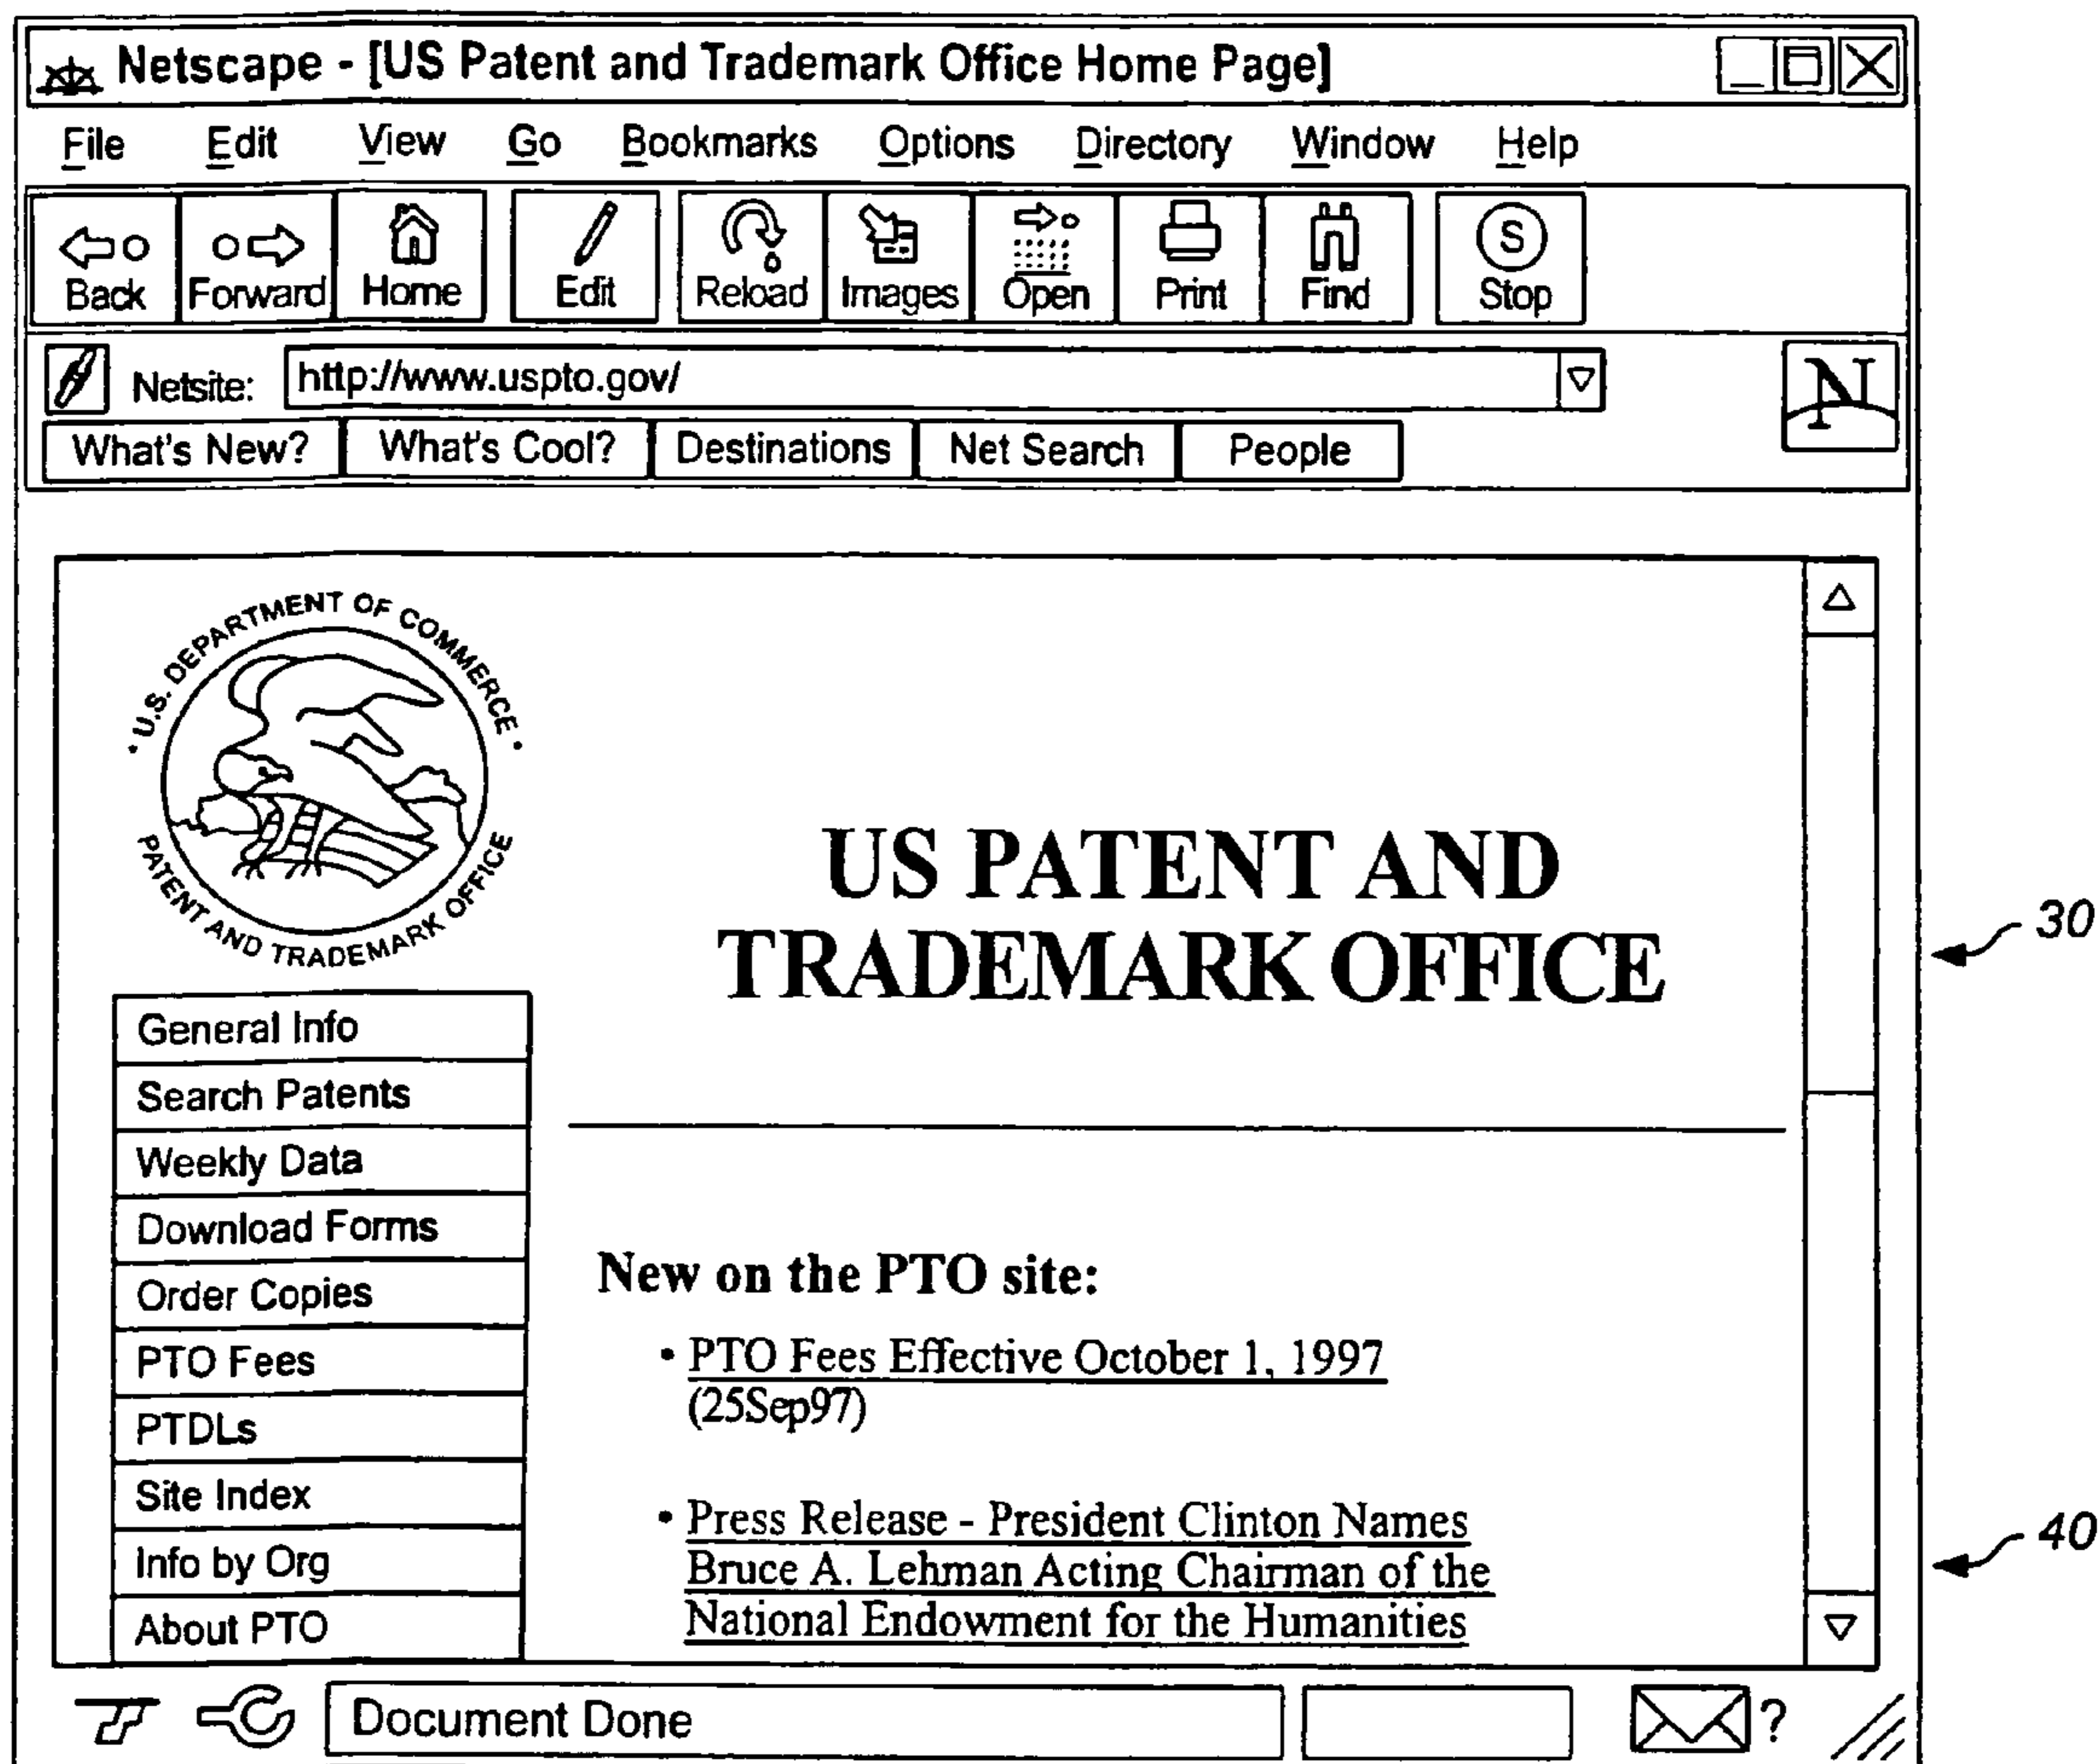 Netscape - [US Patent and Trademark Office Home Page]
File Edit View Go Bookmarks Options Directory Window Help
Back Forward Home Edit Reload Images Open Print Find S Stop
Netsite: http://www.uspto.gov/ N
What's New? What's Cool? Destinations Net Search People
• U.S. DEPARTMENT OF COMMERCE •
PATENT AND TRADEMARK OFFICE
US PATENT AND
TRADEMARK OFFICE
30
General Info
Search Patents
Weekly Data
Download Forms
Order Copies
PTO Fees
PTDLs
Site Index
Info by Org
About PTO
New on the PTO site:
• PTO Fees Effective October 1, 1997
(25Sep97)
• Press Release - President Clinton Names
Bruce A. Lehman Acting Chairman of the
National Endowment for the Humanities
40
Document Done ?